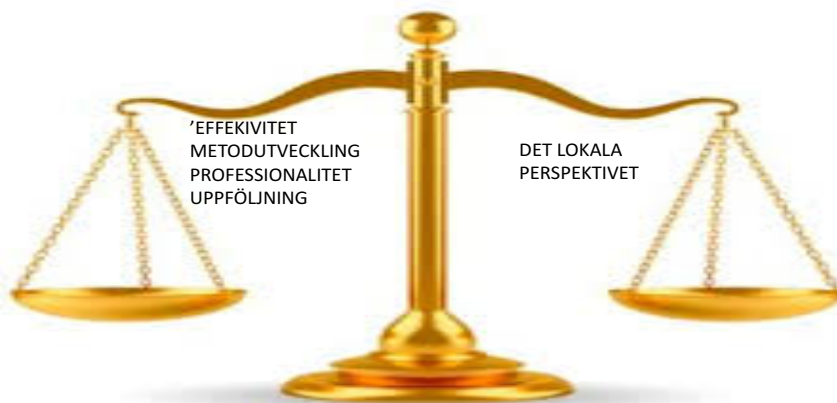 ’EFFEKIVITET
METODUTVECKLING
PROFESSIONALITET
UPPFÖLJNING
DET LOKALA
PERSPEKTIVET